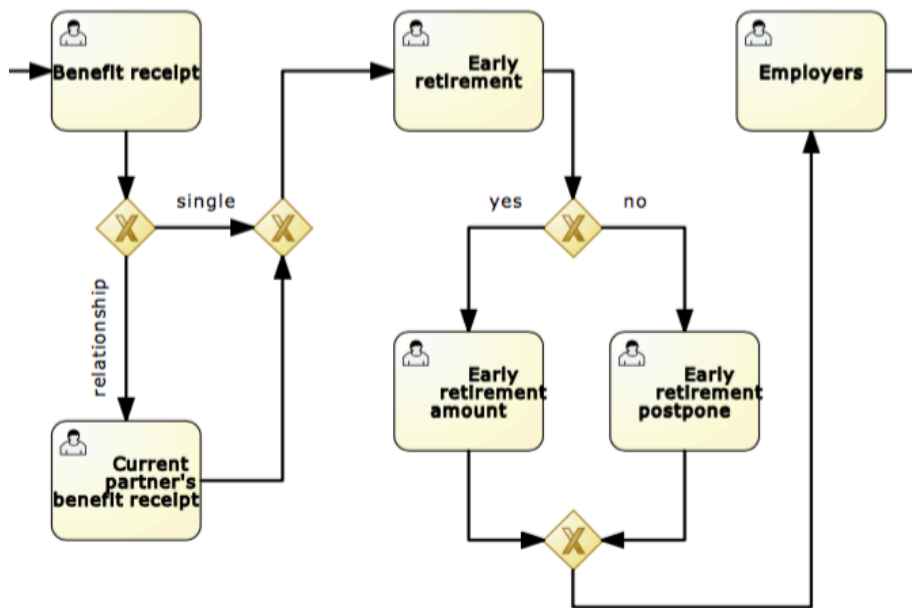 Benefit receipt
Early
retirement
Employers
single
yes
no
relationship
Early
retirement
amount
Early
retirement
postpone
Current
partner's
benefit receipt